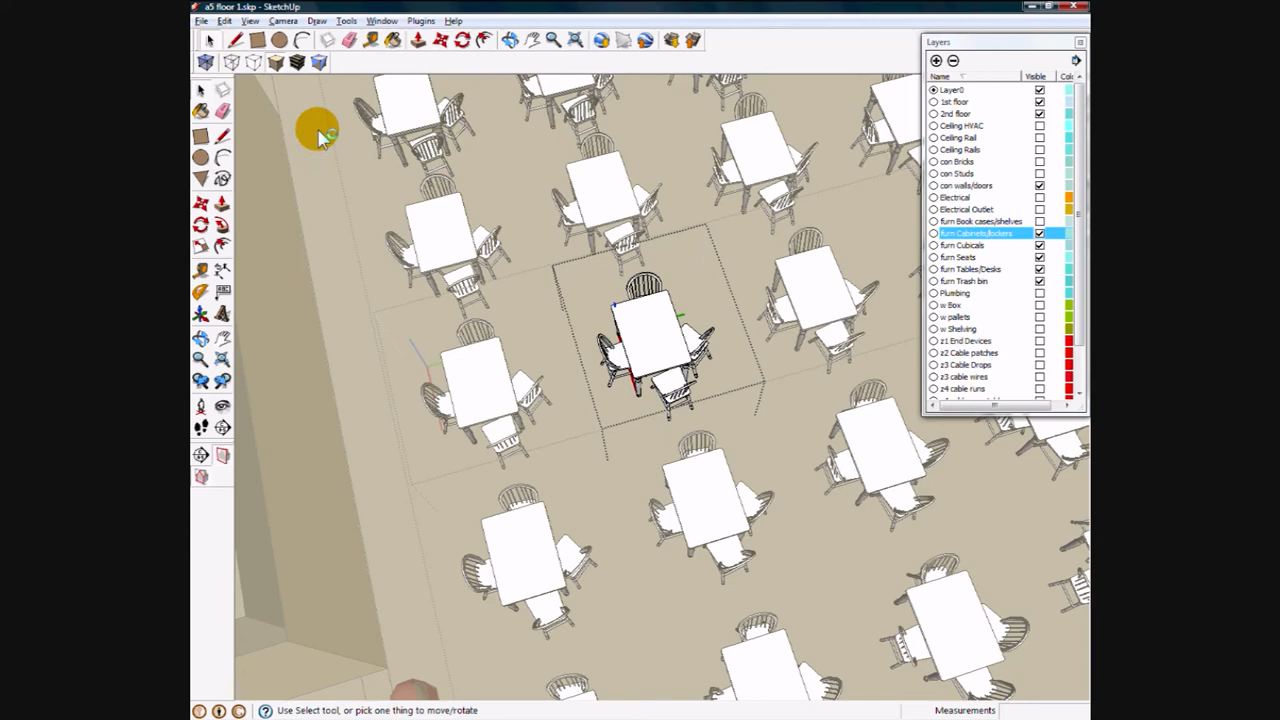 a5 floor 1.skp - SketchUp
File Edit View Camera Draw Tools Window Plugins Help
Layers
Name Visible Colo
Layer0
1st floor
2nd floor
Ceiling HVAC
Ceiling Rail
Ceiling Rails
con Bricks
con Studs
con walls/doors
Electrical
Electrical Outlet
furn Book cases/shelves
furn Cabinets/lockers
furn Cubicals
furn Seats
furn Tables/Desks
furn Trash bin
Plumbing
w Box
w pallets
w Shelving
z1 End Devices
z2 Cable patches
z3 Cable Drops
z3 cable wires
z4 cable runs
Use Select tool, or pick one thing to move/rotate
Measurements